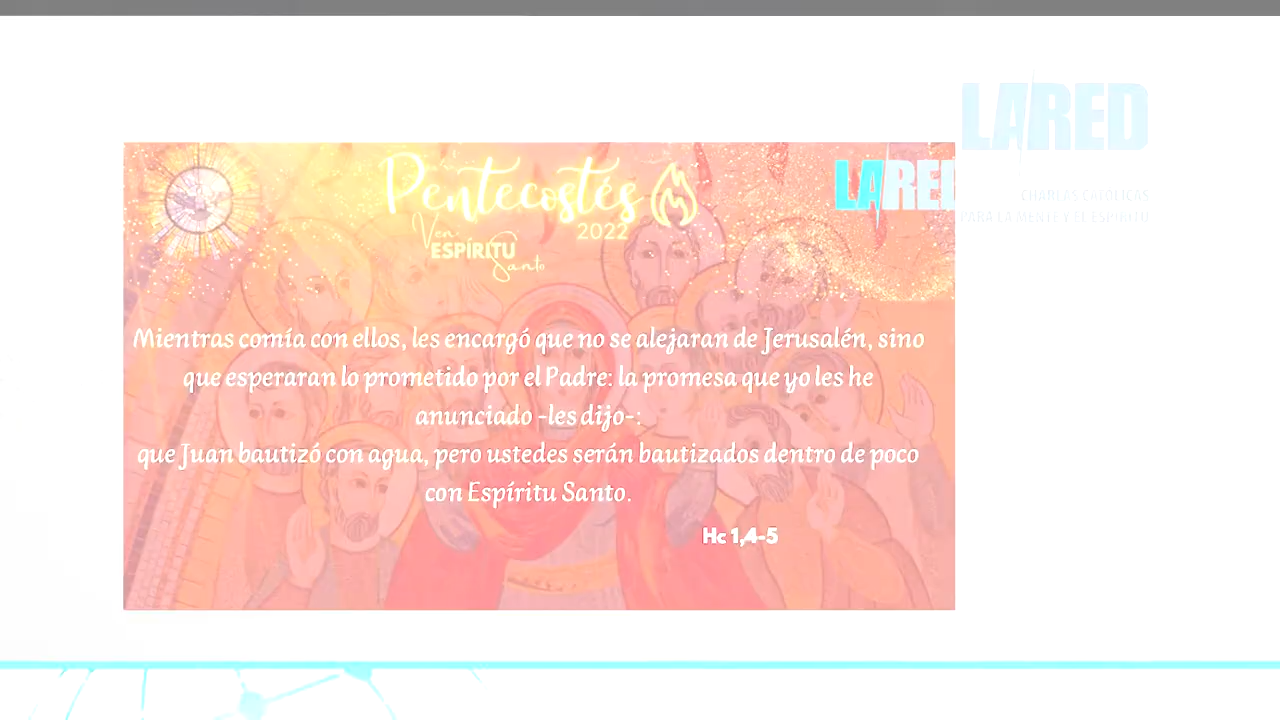 LARED
CHARLAS CATOLICAS
PARA LA MENTE Y EL ESPIRITU
Pentecostés
2022
Ven
ESPÍRITU
Santo
LARED
Mientras comía con ellos, les encargó que no se alejaran de Jerusalén, sino
que esperaran lo prometido por el Padre: la promesa que yo les he
anunciado -les dijo-:
que Juan bautizó con agua, pero ustedes serán bautizados dentro de poco
con Espíritu Santo.
Hc 1,4-5